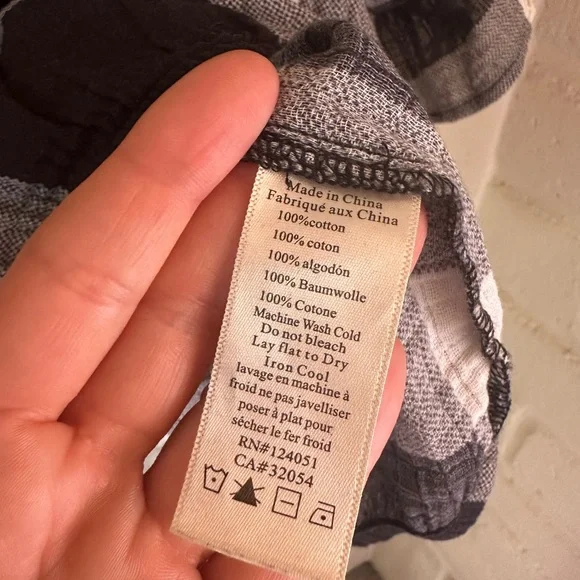 Made in China
Fabriqué aux China
100%cotton
100% coton
100% algodón
100% Baumwolle
100% Cotone
Machine Wash Cold
Do not bleach
Lay flat to Dry
Iron Cool
lavage en machine à
froid ne pas javelliser
poser à plat pour
sécher le fer froid
RN#124051
CA#32054